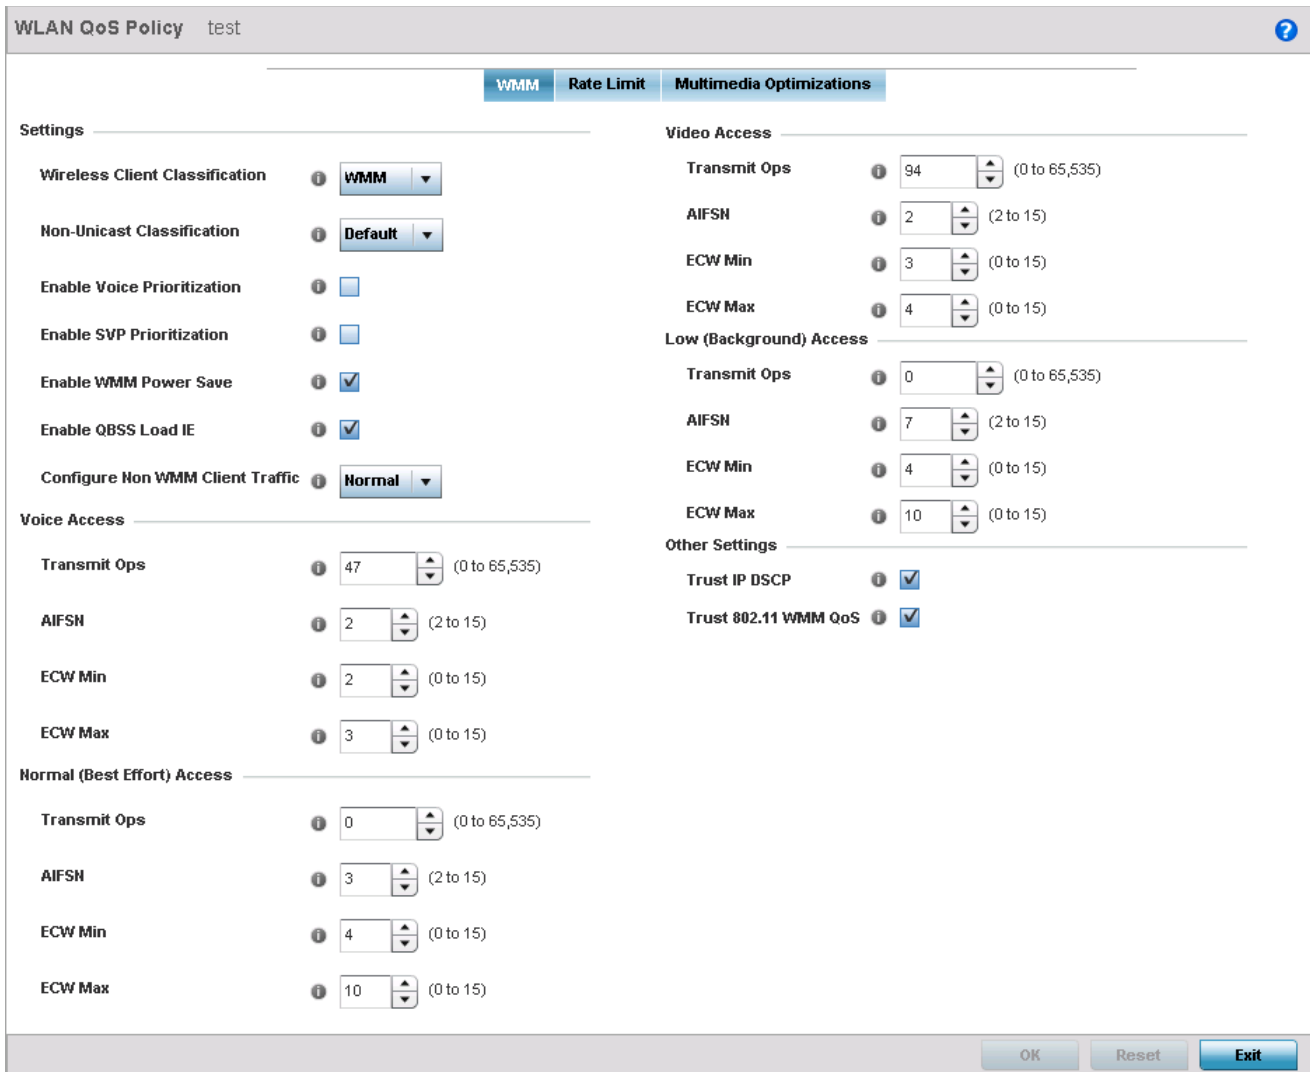 WLAN QoS Policy test
?
WMM Rate Limit Multimedia Optimizations
Settings
Wireless Client Classification i WMM
Non-Unicast Classification i Default
Enable Voice Prioritization i
Enable SVP Prioritization i
Enable WMM Power Save i
Enable QBSS Load IE i
Configure Non WMM Client Traffic i Normal
Voice Access
Transmit Ops i 47 (0 to 65,535)
AIFSN i 2 (2 to 15)
ECW Min i 2 (0 to 15)
ECW Max i 3 (0 to 15)
Normal (Best Effort) Access
Transmit Ops i 0 (0 to 65,535)
AIFSN i 3 (2 to 15)
ECW Min i 4 (0 to 15)
ECW Max i 10 (0 to 15)
Video Access
Transmit Ops i 94 (0 to 65,535)
AIFSN i 2 (2 to 15)
ECW Min i 3 (0 to 15)
ECW Max i 4 (0 to 15)
Low (Background) Access
Transmit Ops i 0 (0 to 65,535)
AIFSN i 7 (2 to 15)
ECW Min i 4 (0 to 15)
ECW Max i 10 (0 to 15)
Other Settings
Trust IP DSCP i
Trust 802.11 WMM QoS i
OK Reset Exit